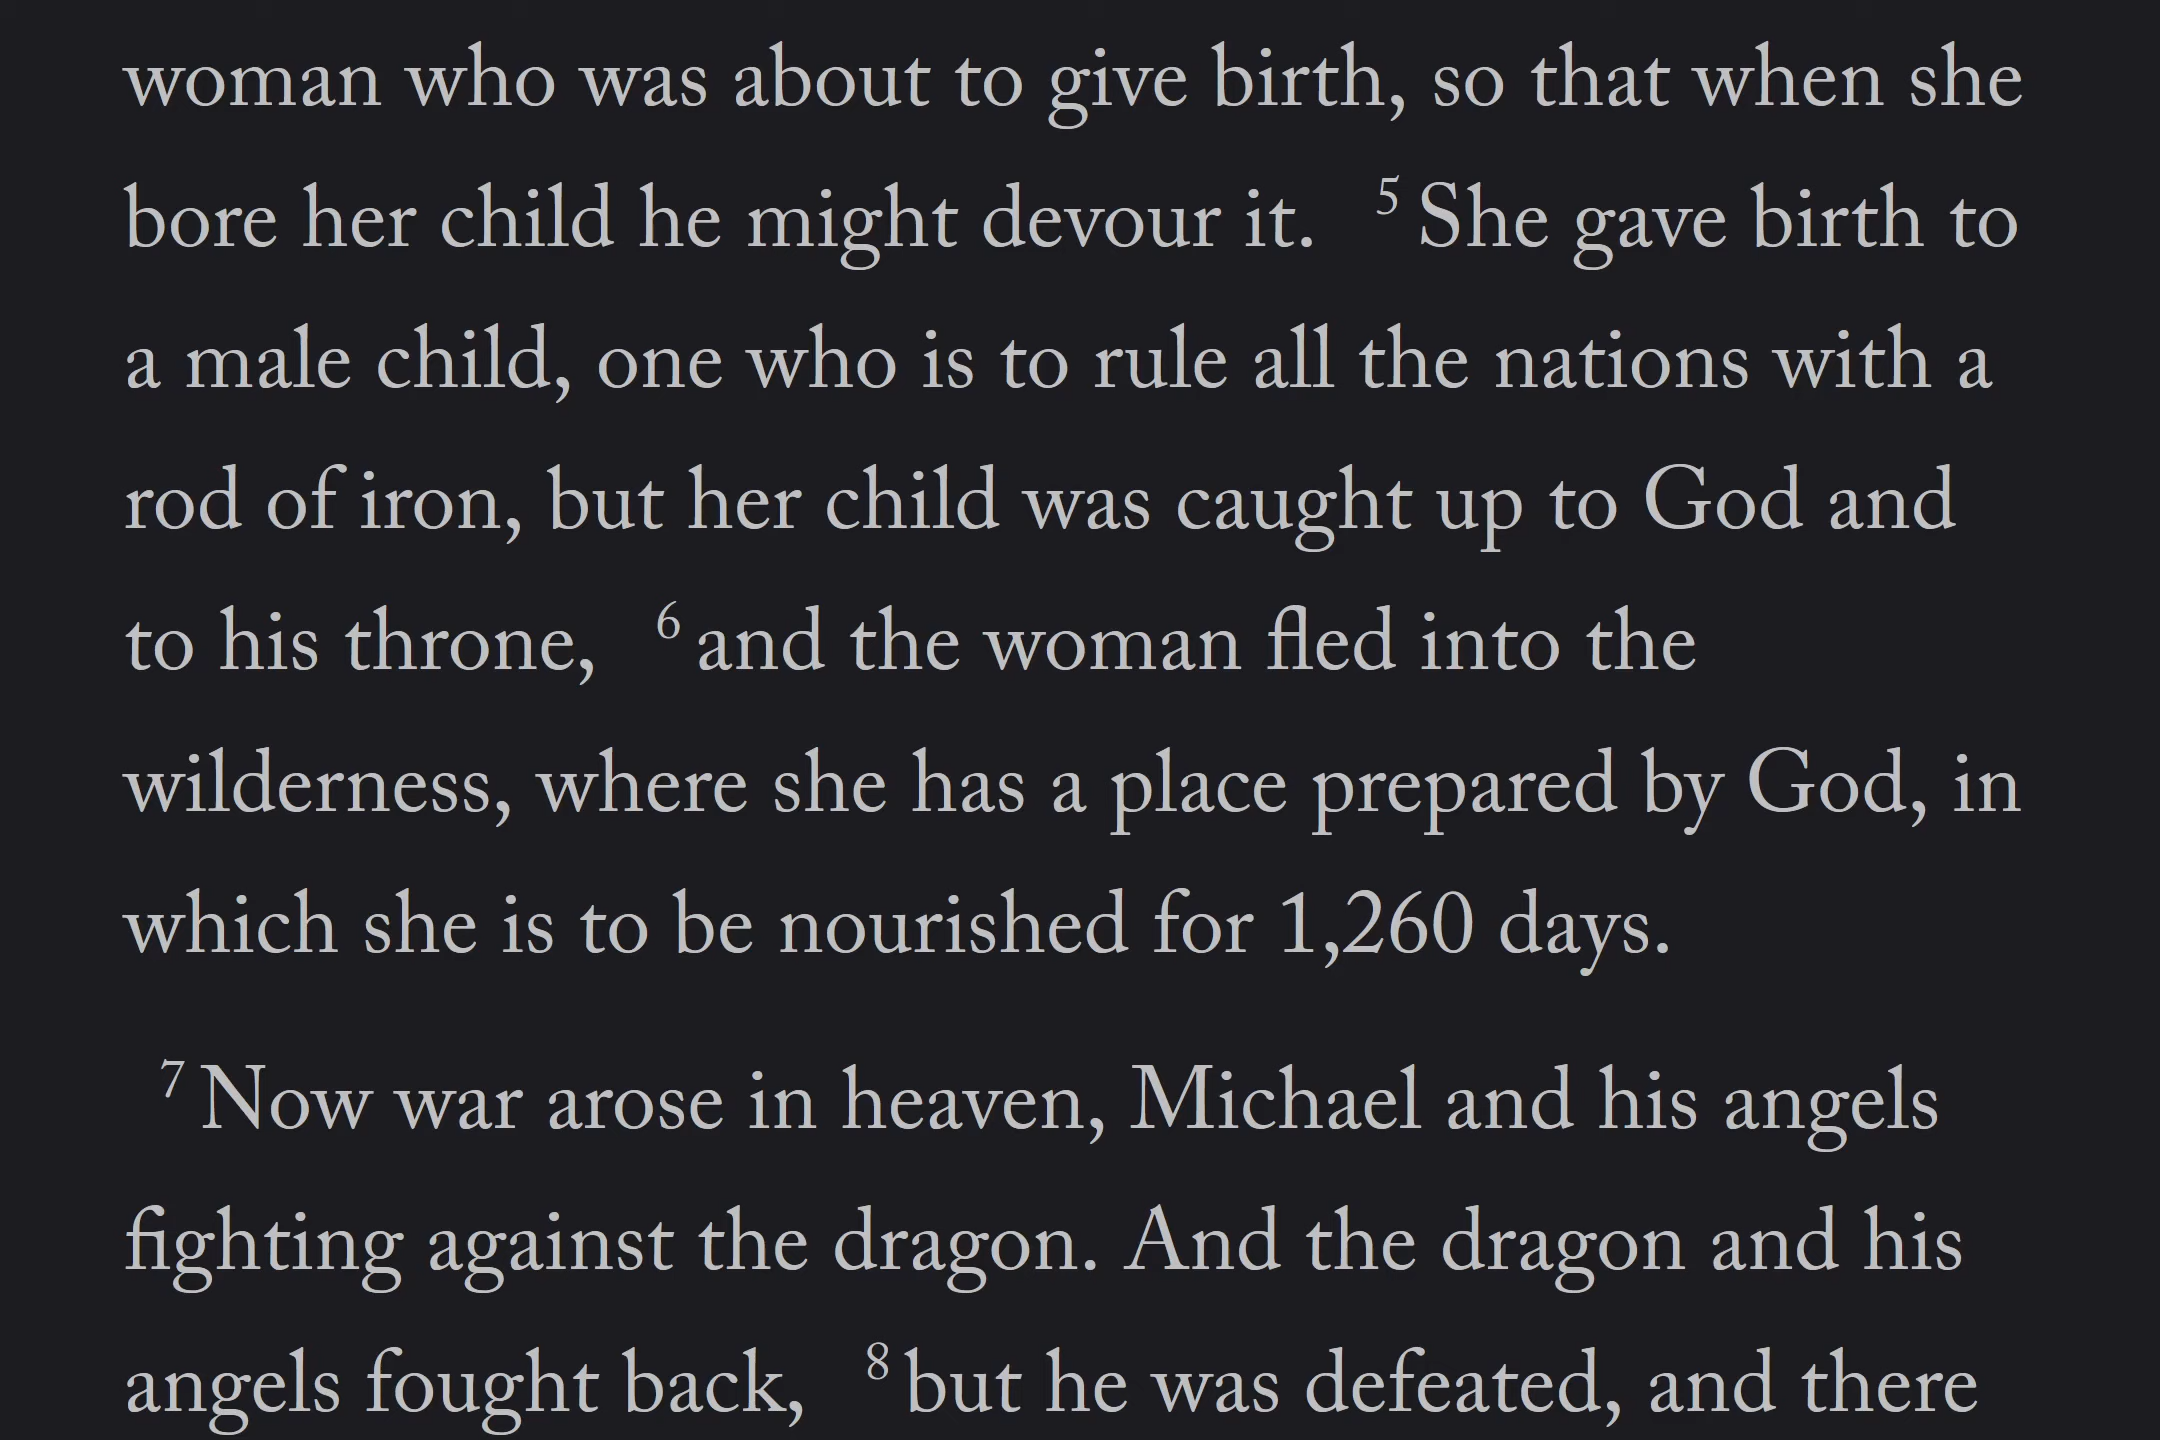 woman who was about to give birth, so that when she
bore her child he might devour it. 5 She gave birth to
a male child, one who is to rule all the nations with a
rod of iron, but her child was caught up to God and
to his throne, 6 and the woman fled into the
wilderness, where she has a place prepared by God, in
which she is to be nourished for 1,260 days.
7 Now war arose in heaven, Michael and his angels
fighting against the dragon. And the dragon and his
angels fought back, 8 but he was defeated, and there